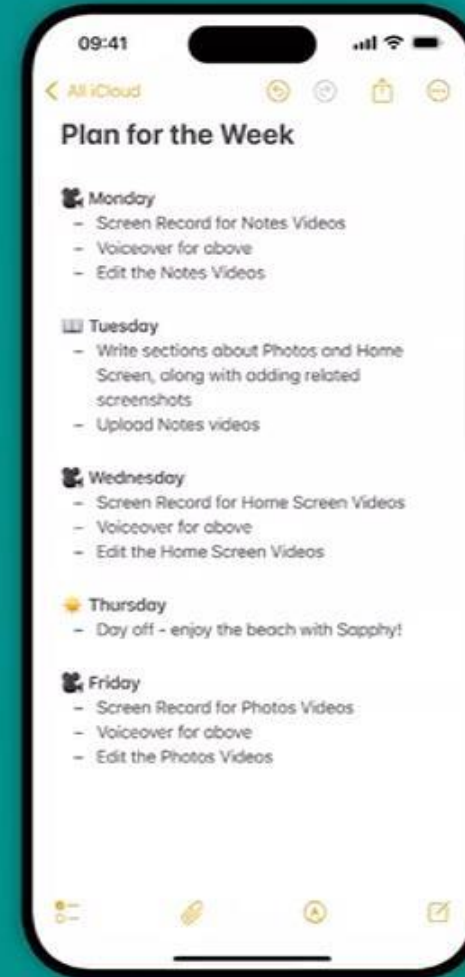 09:41
All iCloud
Plan for the Week
🎥 Monday
– Screen Record for Notes Videos
– Voiceover for above
– Edit the Notes Videos
📖 Tuesday
– Write sections about Photos and Home
Screen, along with adding related
screenshots
– Upload Notes videos
🎥 Wednesday
– Screen Record for Home Screen Videos
– Voiceover for above
– Edit the Home Screen Videos
☀️ Thursday
– Day off - enjoy the beach with Sapphy!
🎥 Friday
– Screen Record for Photos Videos
– Voiceover for above
– Edit the Photos Videos